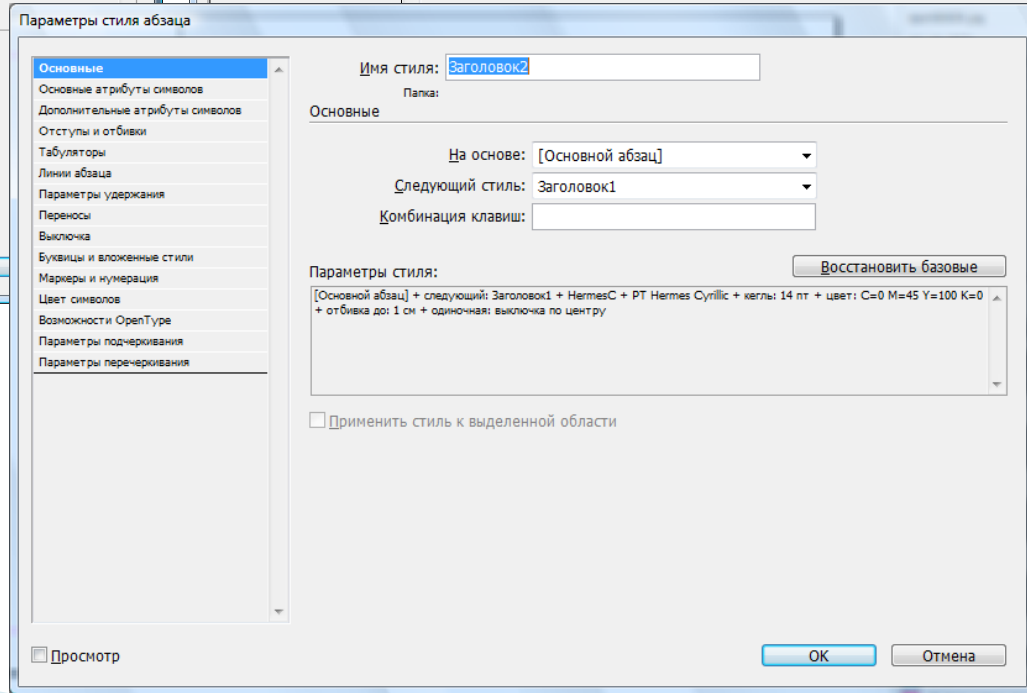 Параметры стиля абзаца
Основные
Основные атрибуты символов
Дополнительные атрибуты символов
Отступы и отбивки
Табуляторы
Линии абзаца
Параметры удержания
Переносы
Выключка
Буквицы и вложенные стили
Маркеры и нумерация
Цвет символов
Возможности OpenType
Параметры подчеркивания
Параметры перечеркивания
Имя стиля: Заголовок2
Папка:
Основные
На основе: [Основной абзац]
Следующий стиль: Заголовок1
Комбинация клавиш:
Параметры стиля: Восстановить базовые
[Основной абзац] + следующий: Заголовок1 + HermesC + PT Hermes Cyrillic + кегль: 14 пт + цвет: C=0 M=45 Y=100 K=0
+ отбивка до: 1 см + одиночная: выключка по центру
Применить стиль к выделенной области
Просмотр OK Отмена